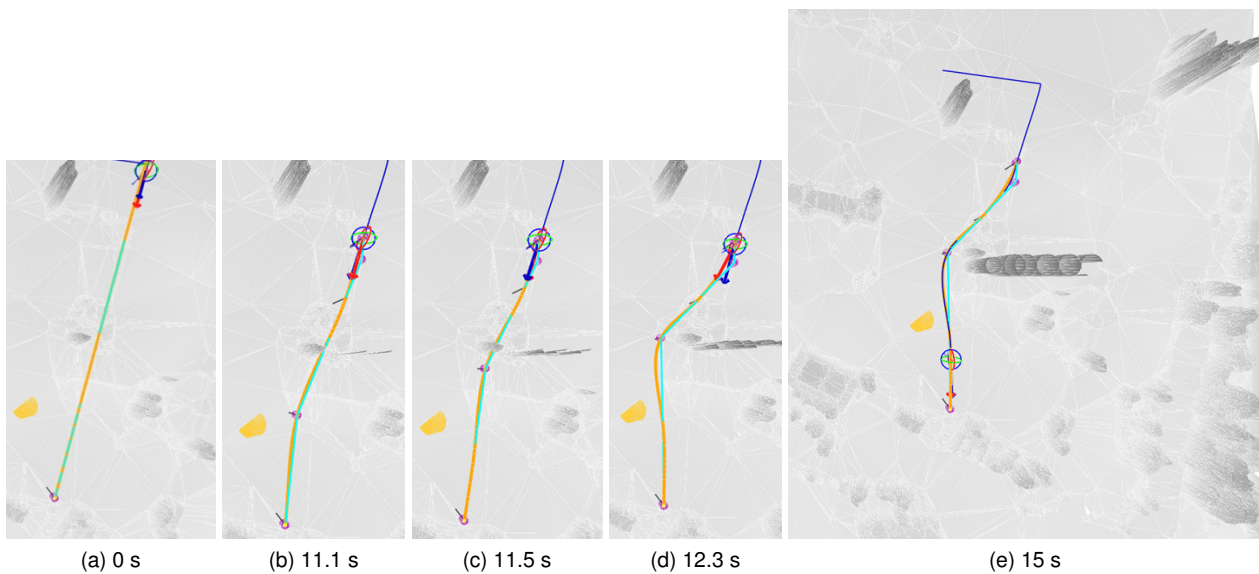 (a) 0 s
(b) 11.1 s
(c) 11.5 s
(d) 12.3 s
(e) 15 s